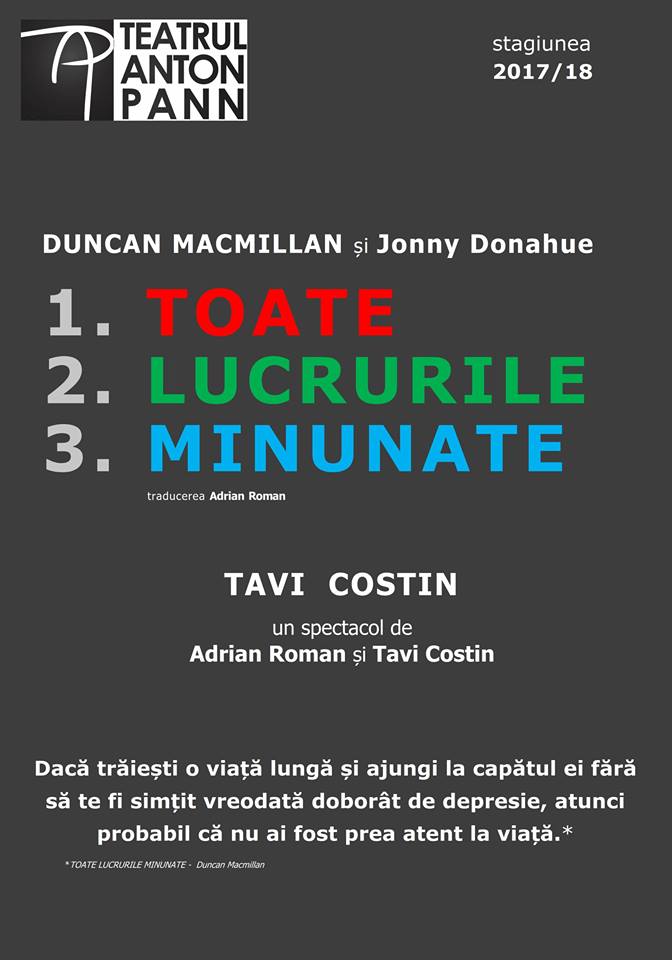 TEATRUL
ANTON
PANN
stagiunea
2017/18
DUNCAN MACMILLAN și Jonny Donahue
1. TOATE
2. LUCRURILE
3. MINUNATE
traducerea Adrian Roman
TAVI COSTIN
un spectacol de
Adrian Roman și Tavi Costin
Dacă trăiești o viață lungă și ajungi la capătul ei fără
să te fi simțit vreodată doborât de depresie, atunci
probabil că nu ai fost prea atent la viață.*
*TOATE LUCRURILE MINUNATE - Duncan Macmillan